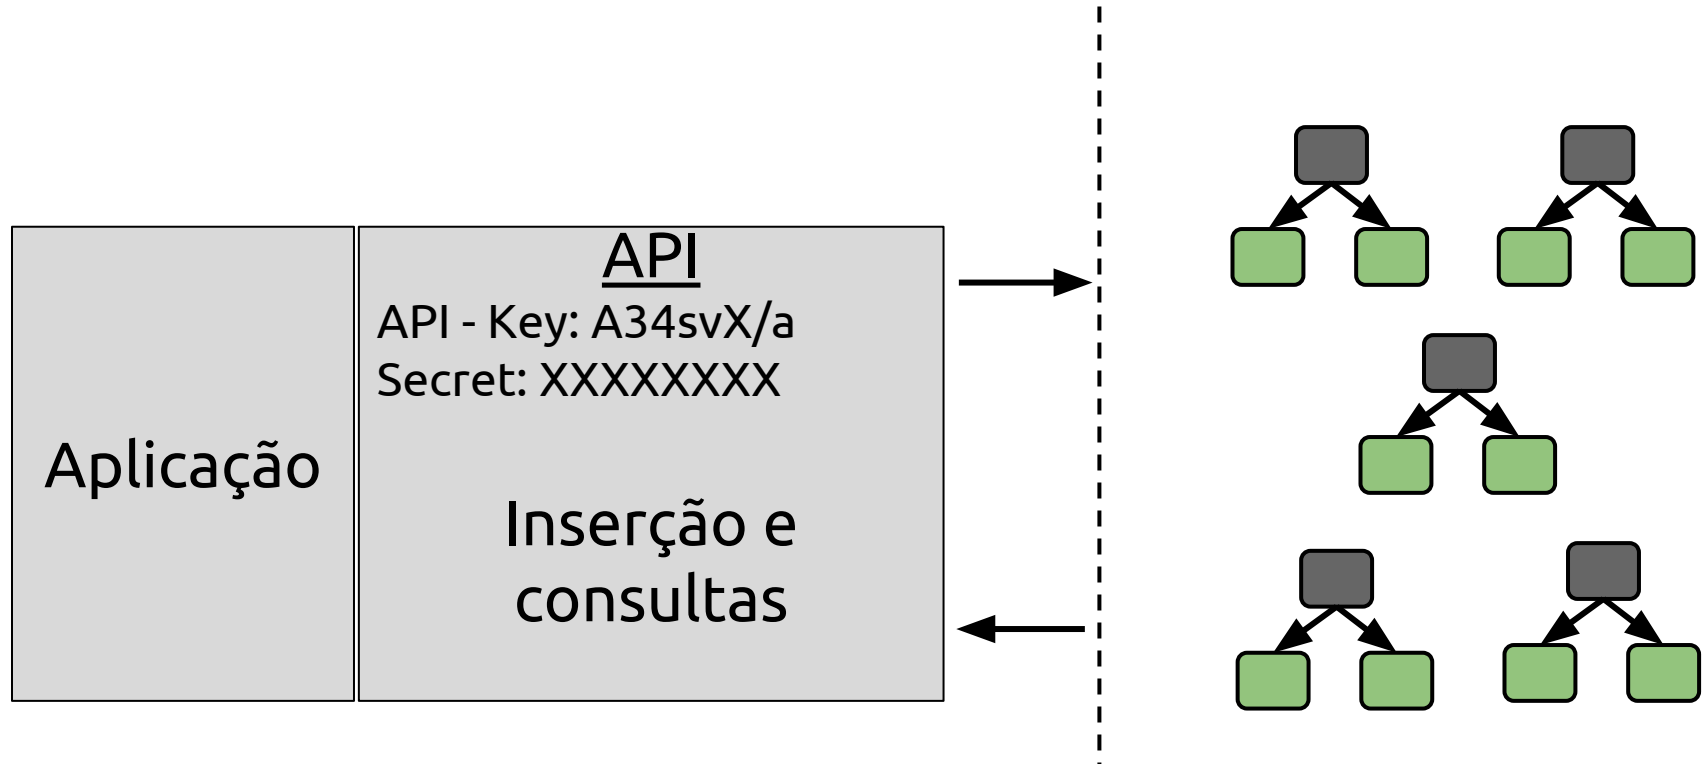 API
API - Key: A34svX/a
Secret: XXXXXXXX
Aplicação
Inserção e
consultas